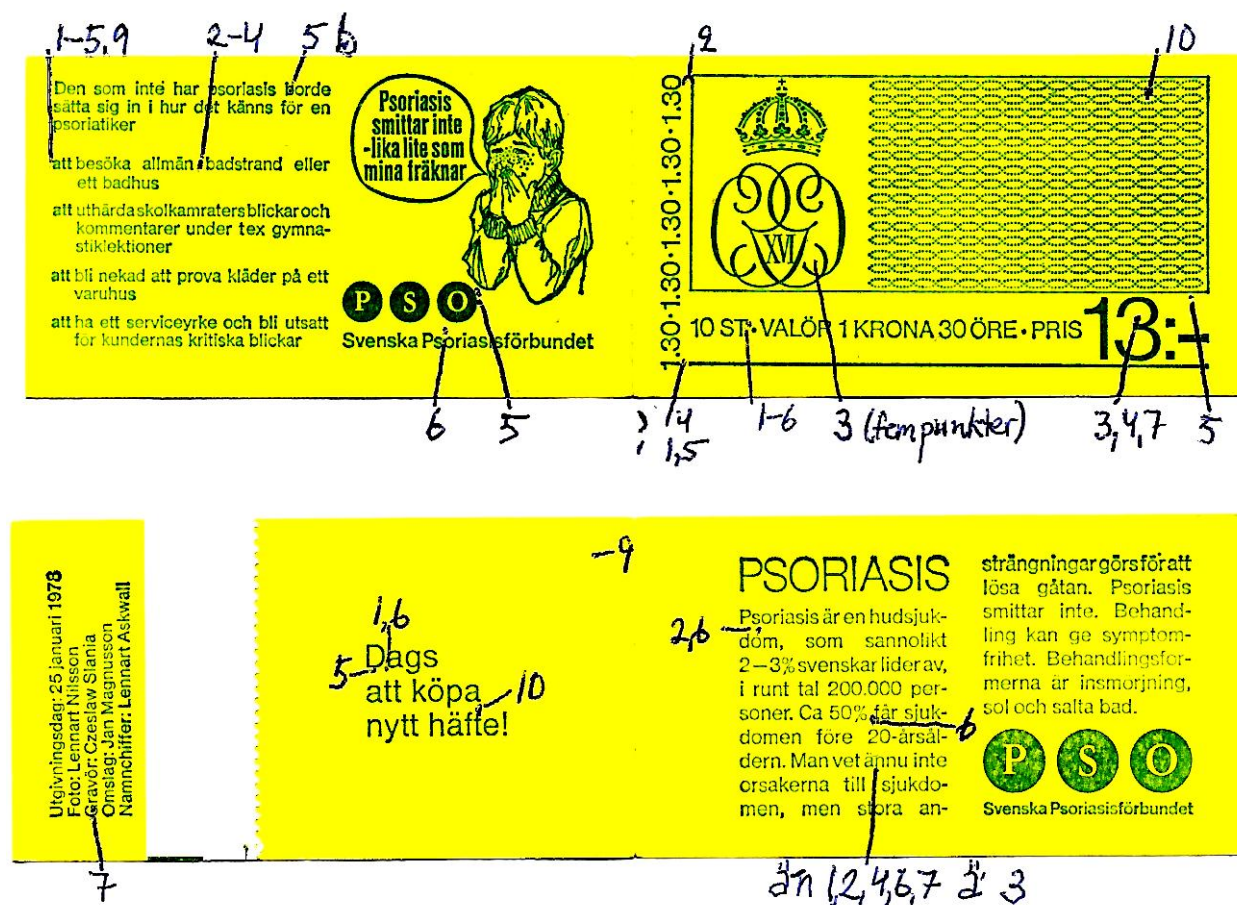 1-5,9
2-4
5 b
2
10
Den som inte har psoriasis borde
sätta sig in i hur det känns för en
psoriatiker
att besöka allmän badstrand eller
ett badhus
att uthärda skolkamraters blickar och
kommentarer under tex gymna-
stiklektioner
att bli nekad att prova kläder på ett
varuhus
att ha ett serviceyrke och bli utsatt
för kundernas kritiska blickar
Psoriasis
smittar inte
-lika lite som
mina fräknar
P S O
Svenska Psoriasisförbundet
1.30·1.30·1.30·1.30·1.30
XVI
10 ST·VALÖR 1 KRONA 30 ÖRE·PRIS 13:-
6
5
1,4
1,5
1-6
3 (fempunkter)
3,4,7
5
Utgivningsdag: 25 januari 1978
Foto: Lennart Nilsson
Gravör: Czeslaw Slania
Omslag: Jan Magnusson
Namnchiffer: Lennart Askwall
7
-9
1,6
5
Dags
att köpa
nytt häfte!
10
2,6
PSORIASIS
Psoriasis är en hudsjuk-
dom, som sannolikt
2–3% svenskar lider av,
i runt tal 200.000 per-
soner. Ca 50% får sjuk-
domen före 20-årsål-
dern. Man vet ännu inte
orsakerna till sjukdo-
men, men stora an-
6
strängningar görs för att
lösa gåtan. Psoriasis
smittar inte. Behand-
ling kan ge symptom-
frihet. Behandlingsfor-
merna är insmörjning,
sol och salta bad.
P S O
Svenska Psoriasisförbundet
än 1,2,4,6,7 ä 3